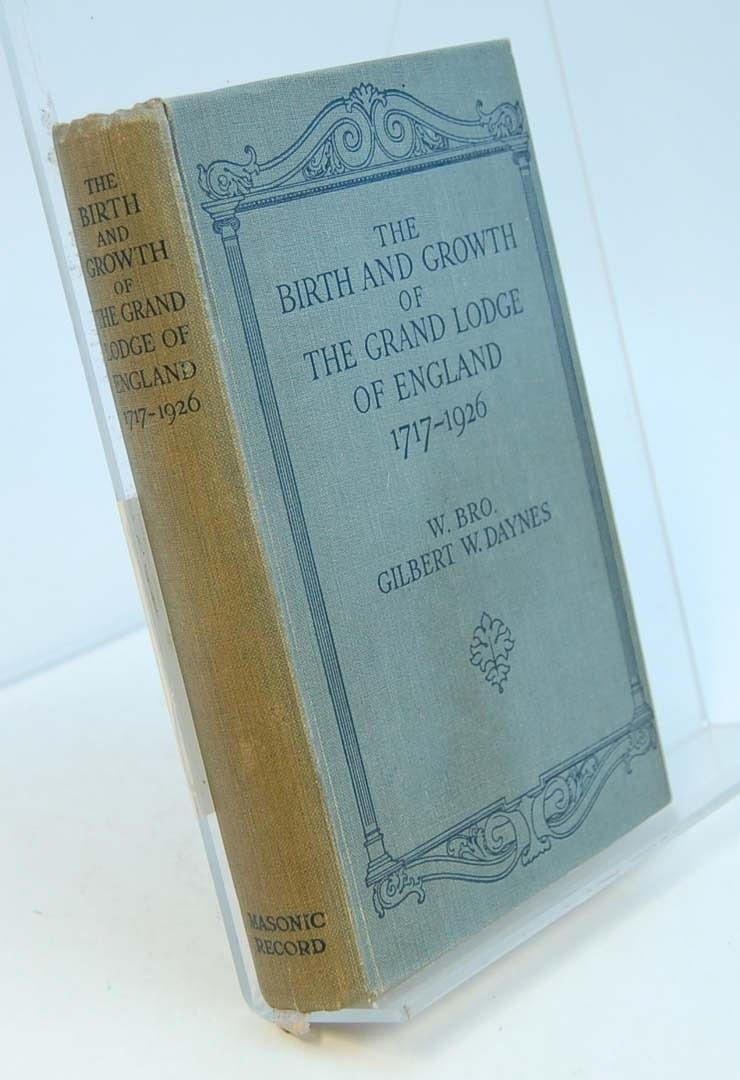 THE
BIRTH
AND
GROWTH
OF
THE GRAND
LODGE OF
ENGLAND
1717-1926
MASONIC
RECORD
THE
BIRTH AND GROWTH
OF
THE GRAND LODGE
OF ENGLAND
1717-1926
W. BRO.
GILBERT W. DAYNES